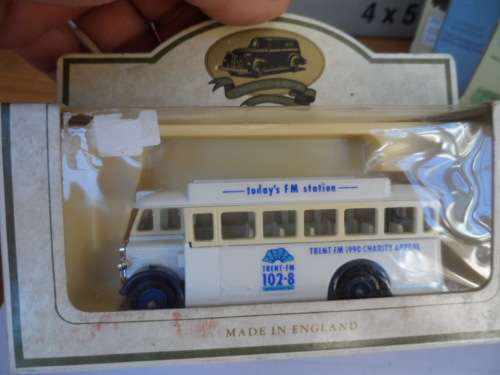 4 x 5
today's FM station
TRENT FM 1990 CHARITY APPEAL
TRENT-FM
102·8
MADE IN ENGLAND